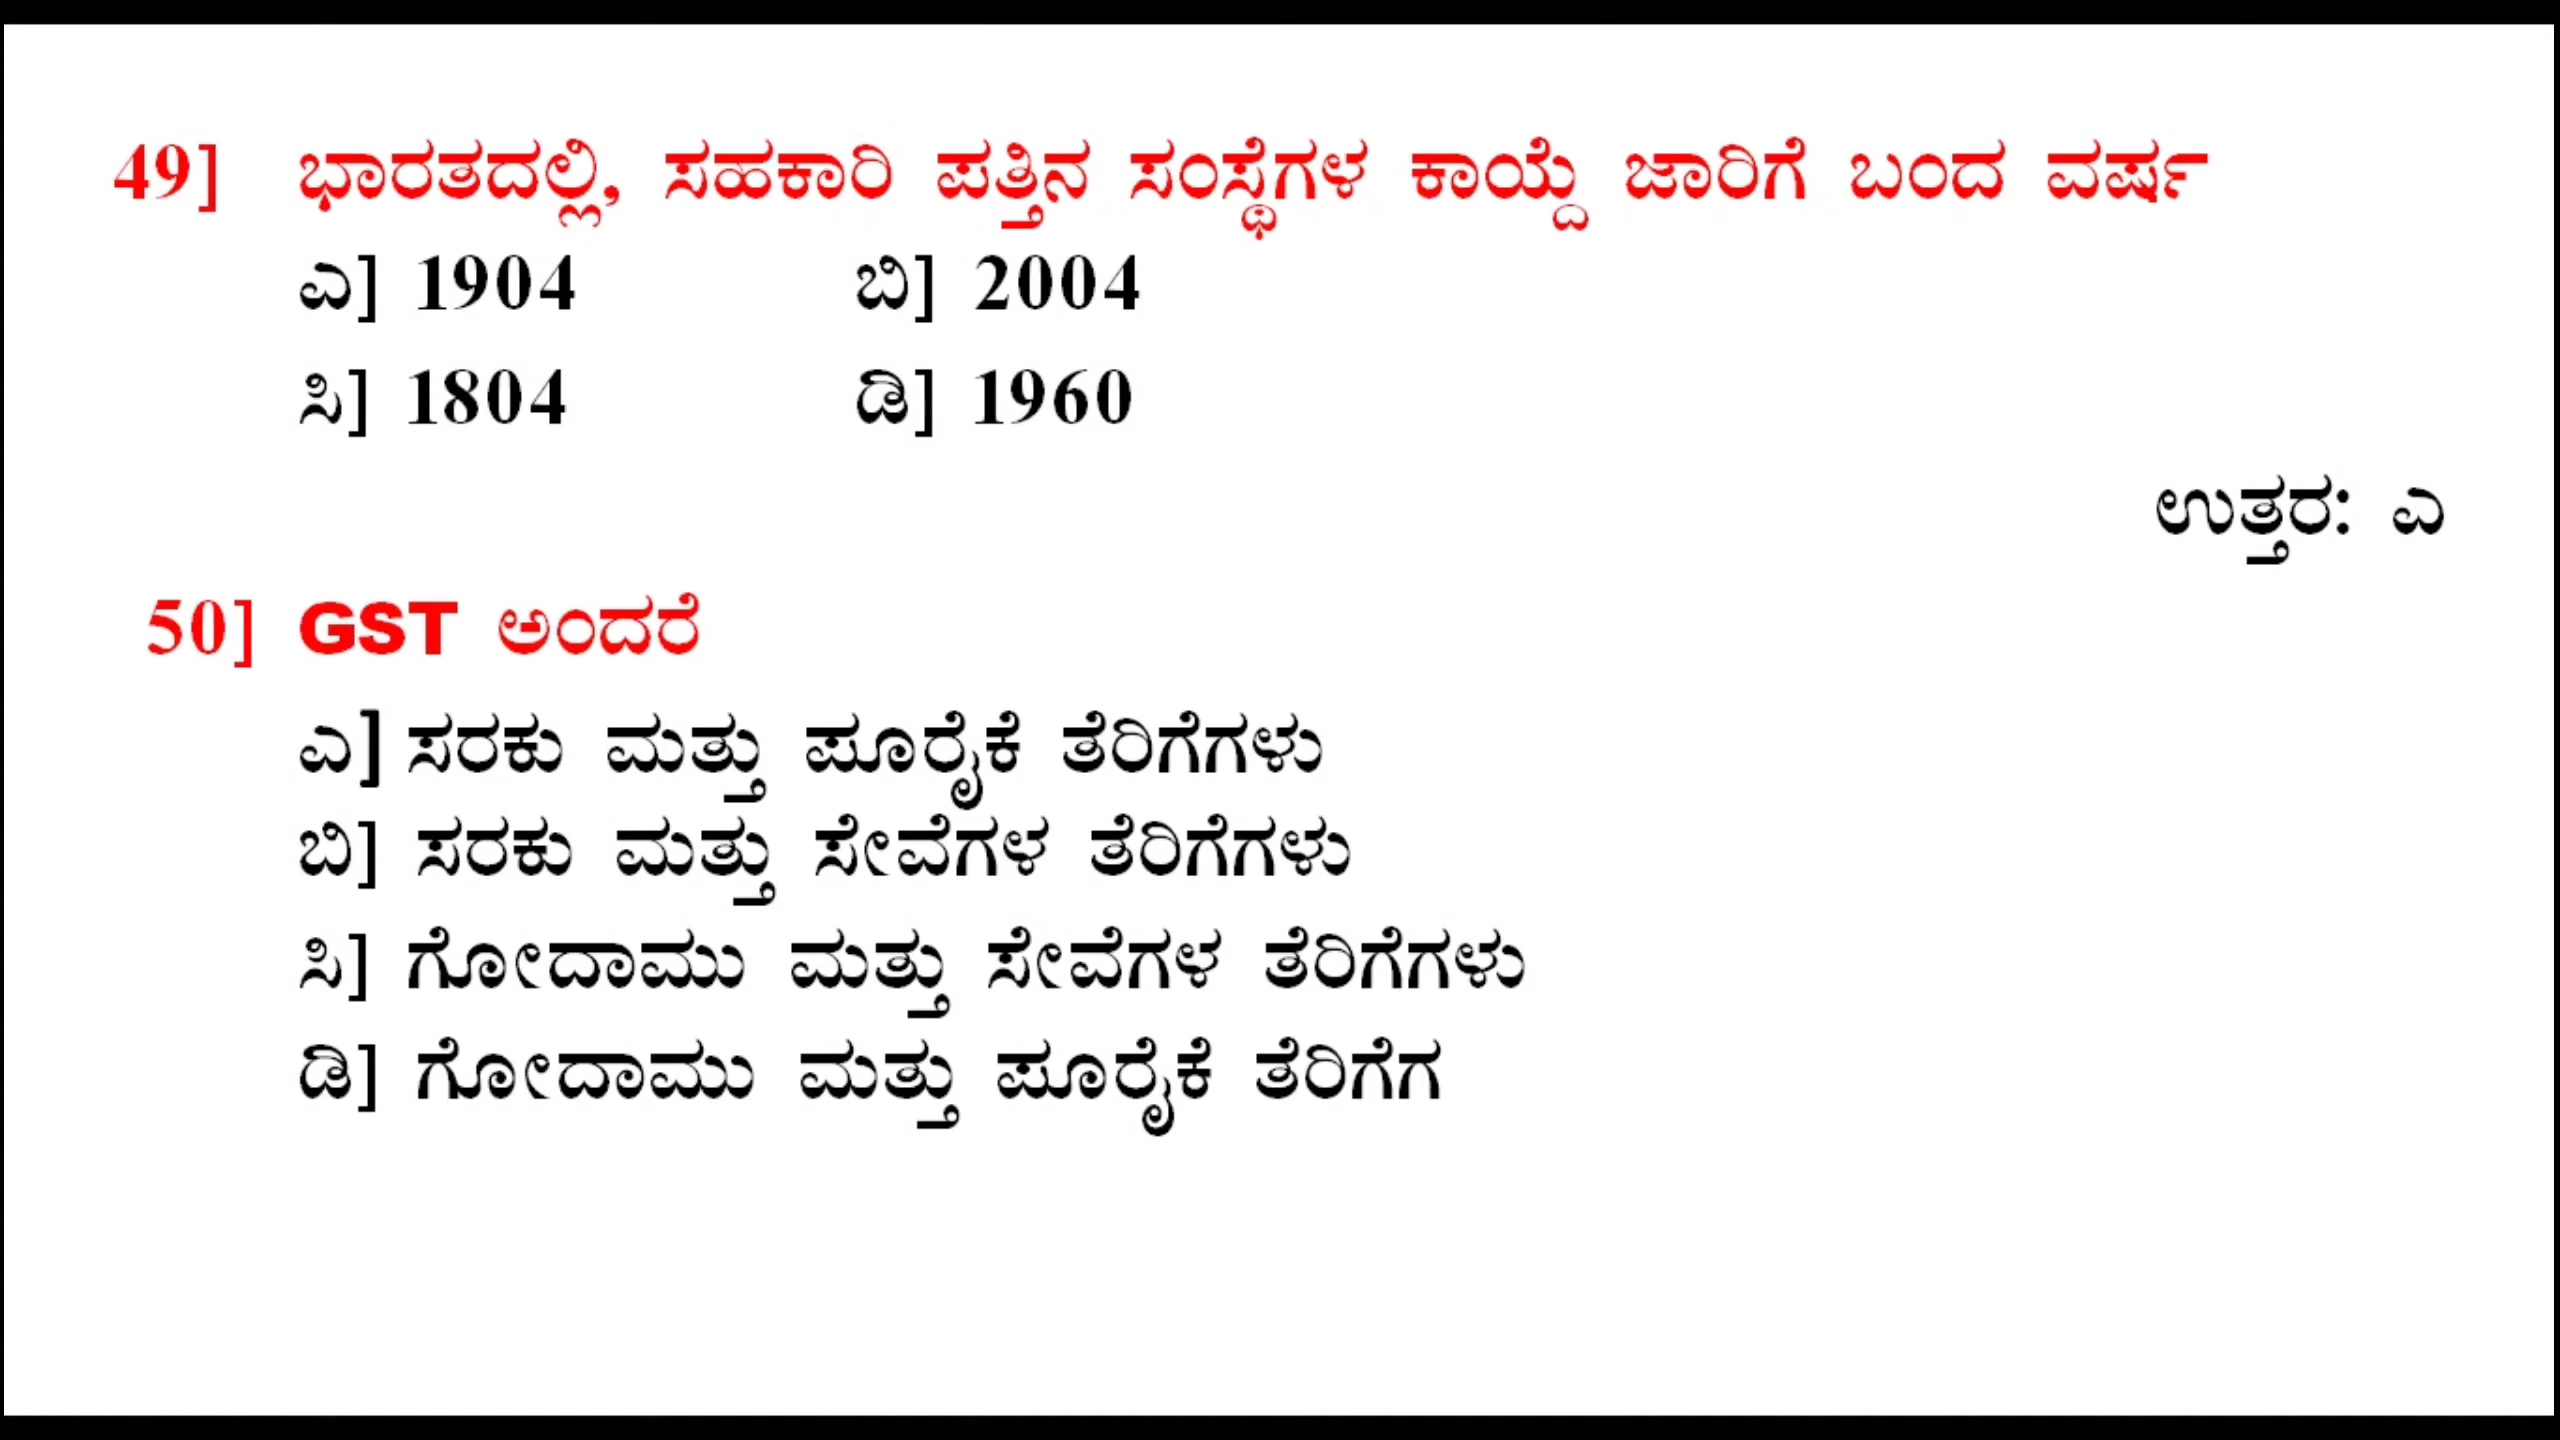 49] ಭಾರತದಲ್ಲಿ, ಸಹಕಾರಿ ಪತ್ತಿನ ಸಂಸ್ಥೆಗಳ ಕಾಯ್ದೆ ಜಾರಿಗೆ ಬಂದ ವರ್ಷ
ಎ] 1904 ಬಿ] 2004
ಸಿ] 1804 ಡಿ] 1960
ಉತ್ತರ: ಎ
50] GST ಅಂದರೆ
ಎ] ಸರಕು ಮತ್ತು ಪೂರೈಕೆ ತೆರಿಗೆಗಳು
ಬಿ] ಸರಕು ಮತ್ತು ಸೇವೆಗಳ ತೆರಿಗೆಗಳು
ಸಿ] ಗೋದಾಮು ಮತ್ತು ಸೇವೆಗಳ ತೆರಿಗೆಗಳು
ಡಿ] ಗೋದಾಮು ಮತ್ತು ಪೂರೈಕೆ ತೆರಿಗೆಗ